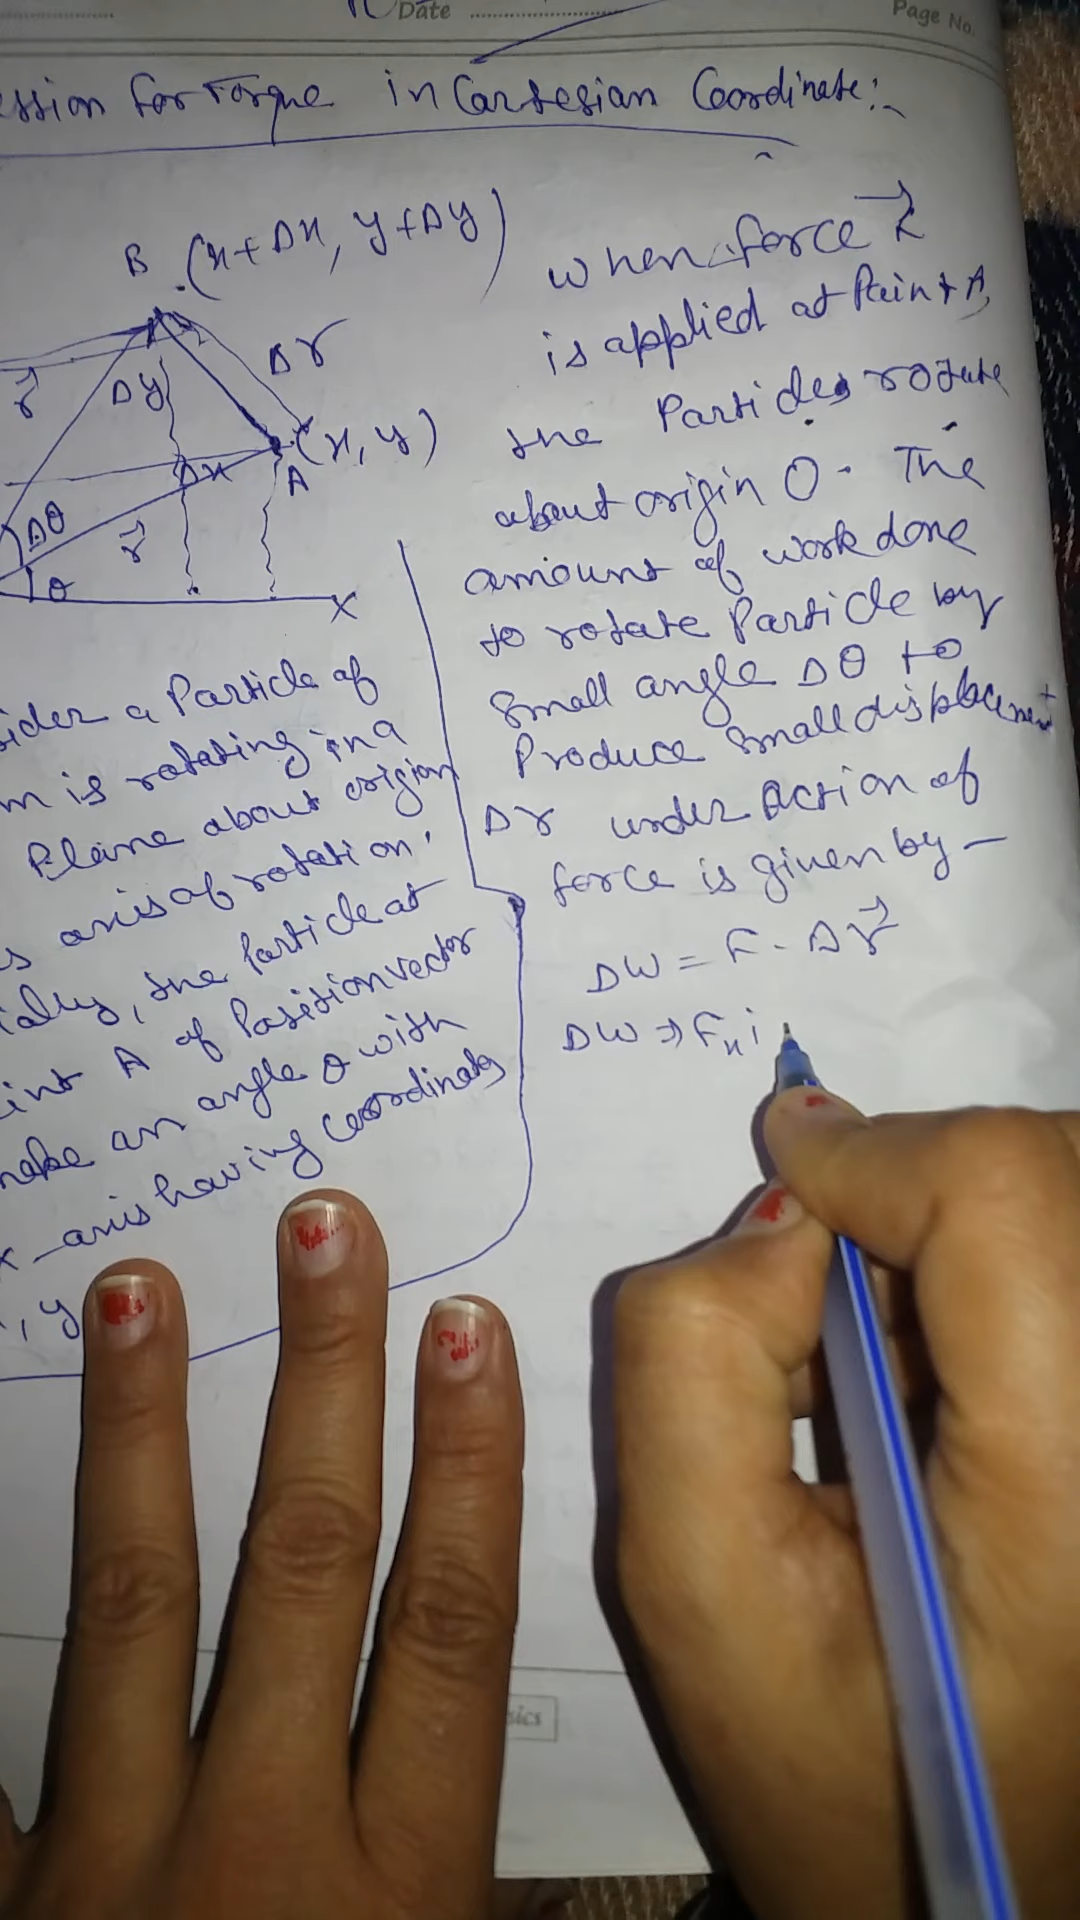 Date
Page No.
ession for Torque in Cartesian Coordinate:-
B (x+Δx, y+Δy)
r
Δy
Δr
(x, y)
Δx
A
Δθ
r
θ
X
sider a Particle of
m is rotating in a
Plane about origin
s axis of rotation.
ially, the Particle at
int A of Position vector
make an angle θ with
x-axis having coordinates
, y
when force F
is applied at Point A,
the Particles rotate
about origin O. The
amount of work done
to rotate Particle by
small angle Δθ to
Produce small displacement
Δr under action of
force is given by -
ΔW = F. Δr
ΔW ⇒ Fx i
sics